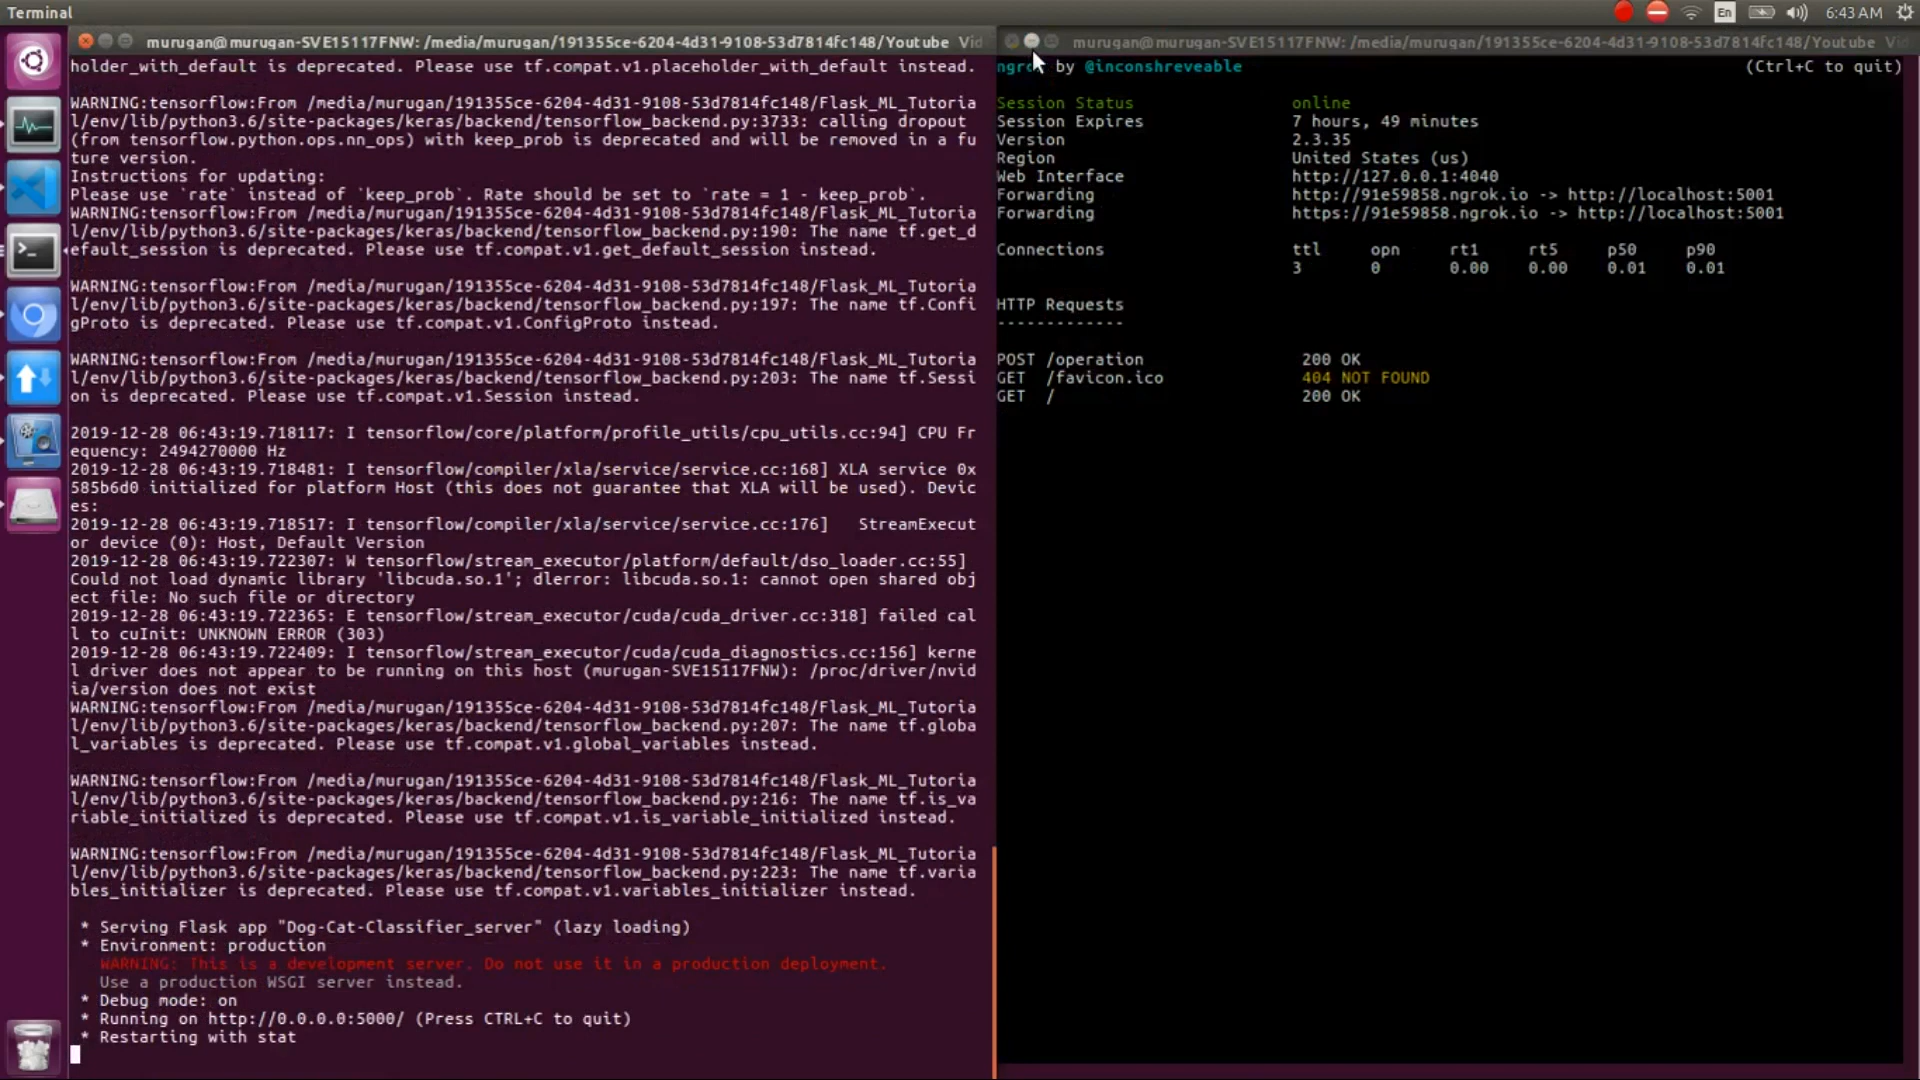 Terminal
En
6:43 AM
murugan@murugan-SVE15117FNW: /media/murugan/191355ce-6204-4d31-9108-53d7814fc148/Youtube Vid
holder_with_default is deprecated. Please use tf.compat.v1.placeholder_with_default instead.
WARNING:tensorflow:From /media/murugan/191355ce-6204-4d31-9108-53d7814fc148/Flask_ML_Tutoria
l/env/lib/python3.6/site-packages/keras/backend/tensorflow_backend.py:3733: calling dropout
(from tensorflow.python.ops.nn_ops) with keep_prob is deprecated and will be removed in a fu
ture version.
Instructions for updating:
Please use `rate` instead of `keep_prob`. Rate should be set to `rate = 1 - keep_prob`.
WARNING:tensorflow:From /media/murugan/191355ce-6204-4d31-9108-53d7814fc148/Flask_ML_Tutoria
l/env/lib/python3.6/site-packages/keras/backend/tensorflow_backend.py:190: The name tf.get_d
efault_session is deprecated. Please use tf.compat.v1.get_default_session instead.
WARNING:tensorflow:From /media/murugan/191355ce-6204-4d31-9108-53d7814fc148/Flask_ML_Tutoria
l/env/lib/python3.6/site-packages/keras/backend/tensorflow_backend.py:197: The name tf.Confi
gProto is deprecated. Please use tf.compat.v1.ConfigProto instead.
WARNING:tensorflow:From /media/murugan/191355ce-6204-4d31-9108-53d7814fc148/Flask_ML_Tutoria
l/env/lib/python3.6/site-packages/keras/backend/tensorflow_backend.py:203: The name tf.Sessi
on is deprecated. Please use tf.compat.v1.Session instead.
2019-12-28 06:43:19.718117: I tensorflow/core/platform/profile_utils/cpu_utils.cc:94] CPU Fr
equency: 2494270000 Hz
2019-12-28 06:43:19.718481: I tensorflow/compiler/xla/service/service.cc:168] XLA service 0x
585b6d0 initialized for platform Host (this does not guarantee that XLA will be used). Devic
es:
2019-12-28 06:43:19.718517: I tensorflow/compiler/xla/service/service.cc:176]   StreamExecut
or device (0): Host, Default Version
2019-12-28 06:43:19.722307: W tensorflow/stream_executor/platform/default/dso_loader.cc:55]
Could not load dynamic library 'libcuda.so.1'; dlerror: libcuda.so.1: cannot open shared obj
ect file: No such file or directory
2019-12-28 06:43:19.722365: E tensorflow/stream_executor/cuda/cuda_driver.cc:318] failed cal
l to cuInit: UNKNOWN ERROR (303)
2019-12-28 06:43:19.722409: I tensorflow/stream_executor/cuda/cuda_diagnostics.cc:156] kerne
l driver does not appear to be running on this host (murugan-SVE15117FNW): /proc/driver/nvid
ia/version does not exist
WARNING:tensorflow:From /media/murugan/191355ce-6204-4d31-9108-53d7814fc148/Flask_ML_Tutoria
l/env/lib/python3.6/site-packages/keras/backend/tensorflow_backend.py:207: The name tf.globa
l_variables is deprecated. Please use tf.compat.v1.global_variables instead.
WARNING:tensorflow:From /media/murugan/191355ce-6204-4d31-9108-53d7814fc148/Flask_ML_Tutoria
l/env/lib/python3.6/site-packages/keras/backend/tensorflow_backend.py:216: The name tf.is_va
riable_initialized is deprecated. Please use tf.compat.v1.is_variable_initialized instead.
WARNING:tensorflow:From /media/murugan/191355ce-6204-4d31-9108-53d7814fc148/Flask_ML_Tutoria
l/env/lib/python3.6/site-packages/keras/backend/tensorflow_backend.py:223: The name tf.varia
bles_initializer is deprecated. Please use tf.compat.v1.variables_initializer instead.
* Serving Flask app "Dog-Cat-Classifier_server" (lazy loading)
* Environment: production
WARNING: This is a development server. Do not use it in a production deployment.
Use a production WSGI server instead.
* Debug mode: on
* Running on http://0.0.0.0:5000/ (Press CTRL+C to quit)
* Restarting with stat
murugan@murugan-SVE15117FNW: /media/murugan/191355ce-6204-4d31-9108-53d7814fc148/Youtube
by @inconshreveable (Ctrl+C to quit)
Session Status online
Session Expires 7 hours, 49 minutes
Version 2.3.35
Region United States (us)
Web Interface http://127.0.0.1:4040
Forwarding http://91e59858.ngrok.io -> http://localhost:5001
Forwarding https://91e59858.ngrok.io -> http://localhost:5001
Connections ttl opn rt1 rt5 p50 p90
3 0 0.00 0.00 0.01 0.01
HTTP Requests
-------------
POST /operation 200 OK
GET /favicon.ico 404 NOT FOUND
GET / 200 OK